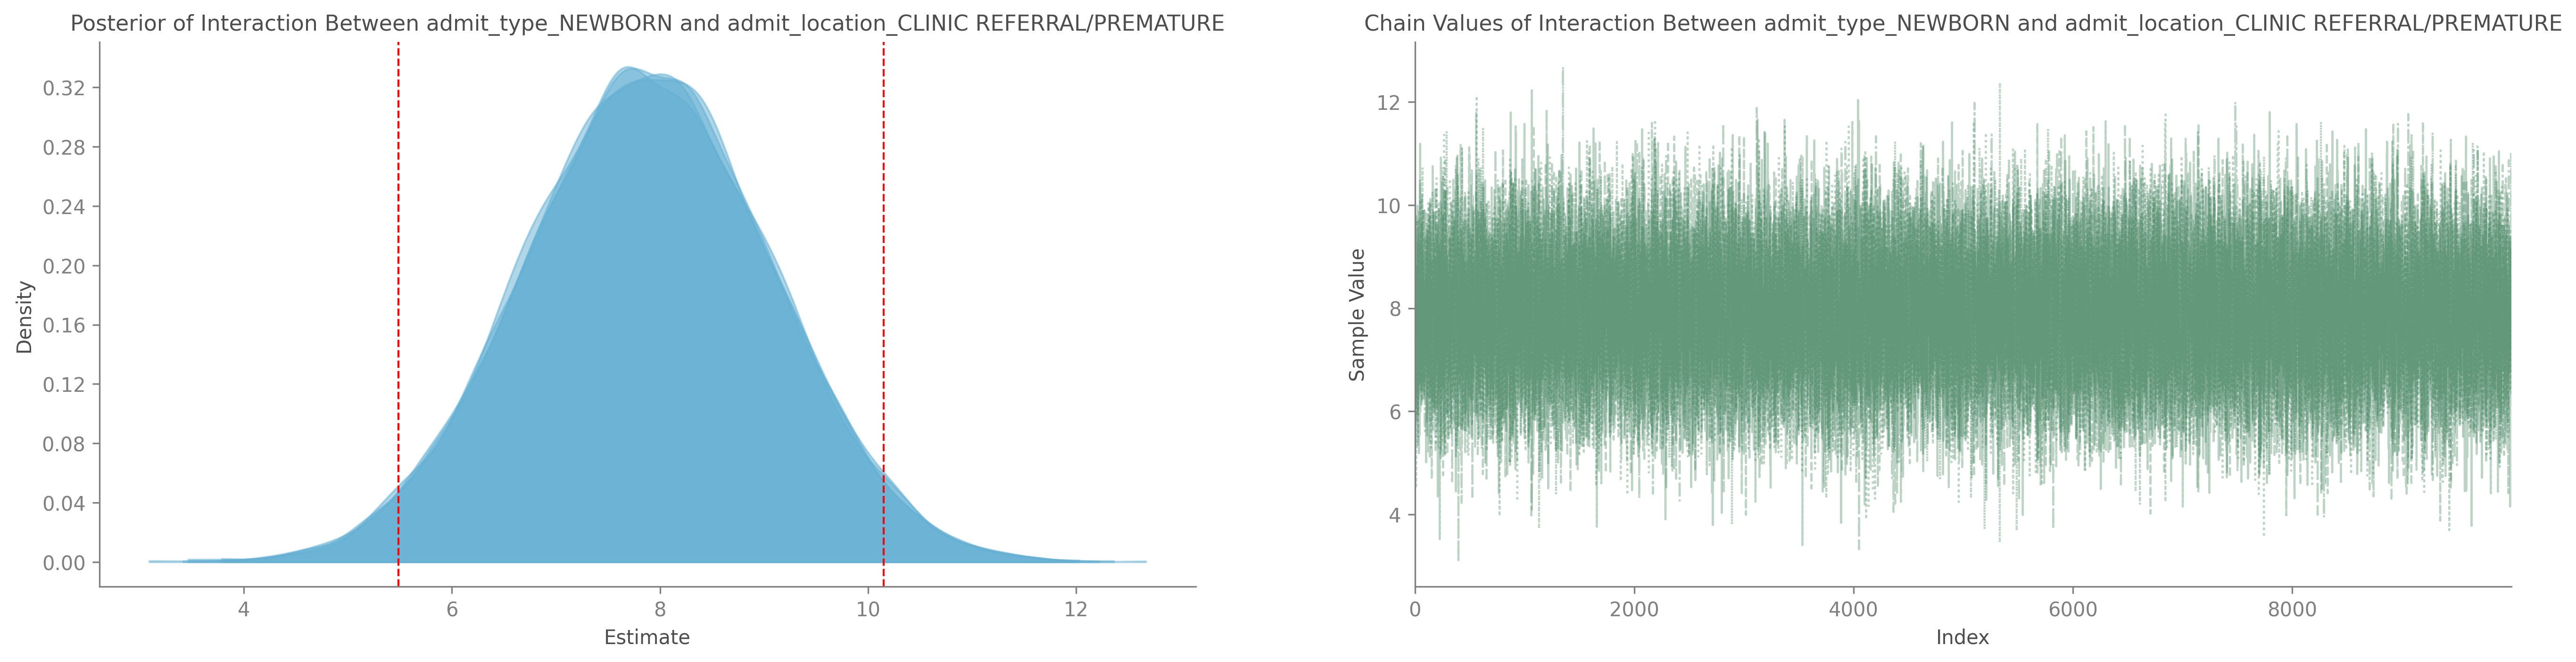 Posterior of Interaction Between admit_type_NEWBORN and admit_location_CLINIC REFERRAL/PREMATURE
Density
0.32
0.28
0.24
0.20
0.16
0.12
0.08
0.04
0.00
4 6 8 10 12
Estimate
Chain Values of Interaction Between admit_type_NEWBORN and admit_location_CLINIC REFERRAL/PREMATURE
Sample Value
12
10
8
6
4
0 2000 4000 6000 8000
Index